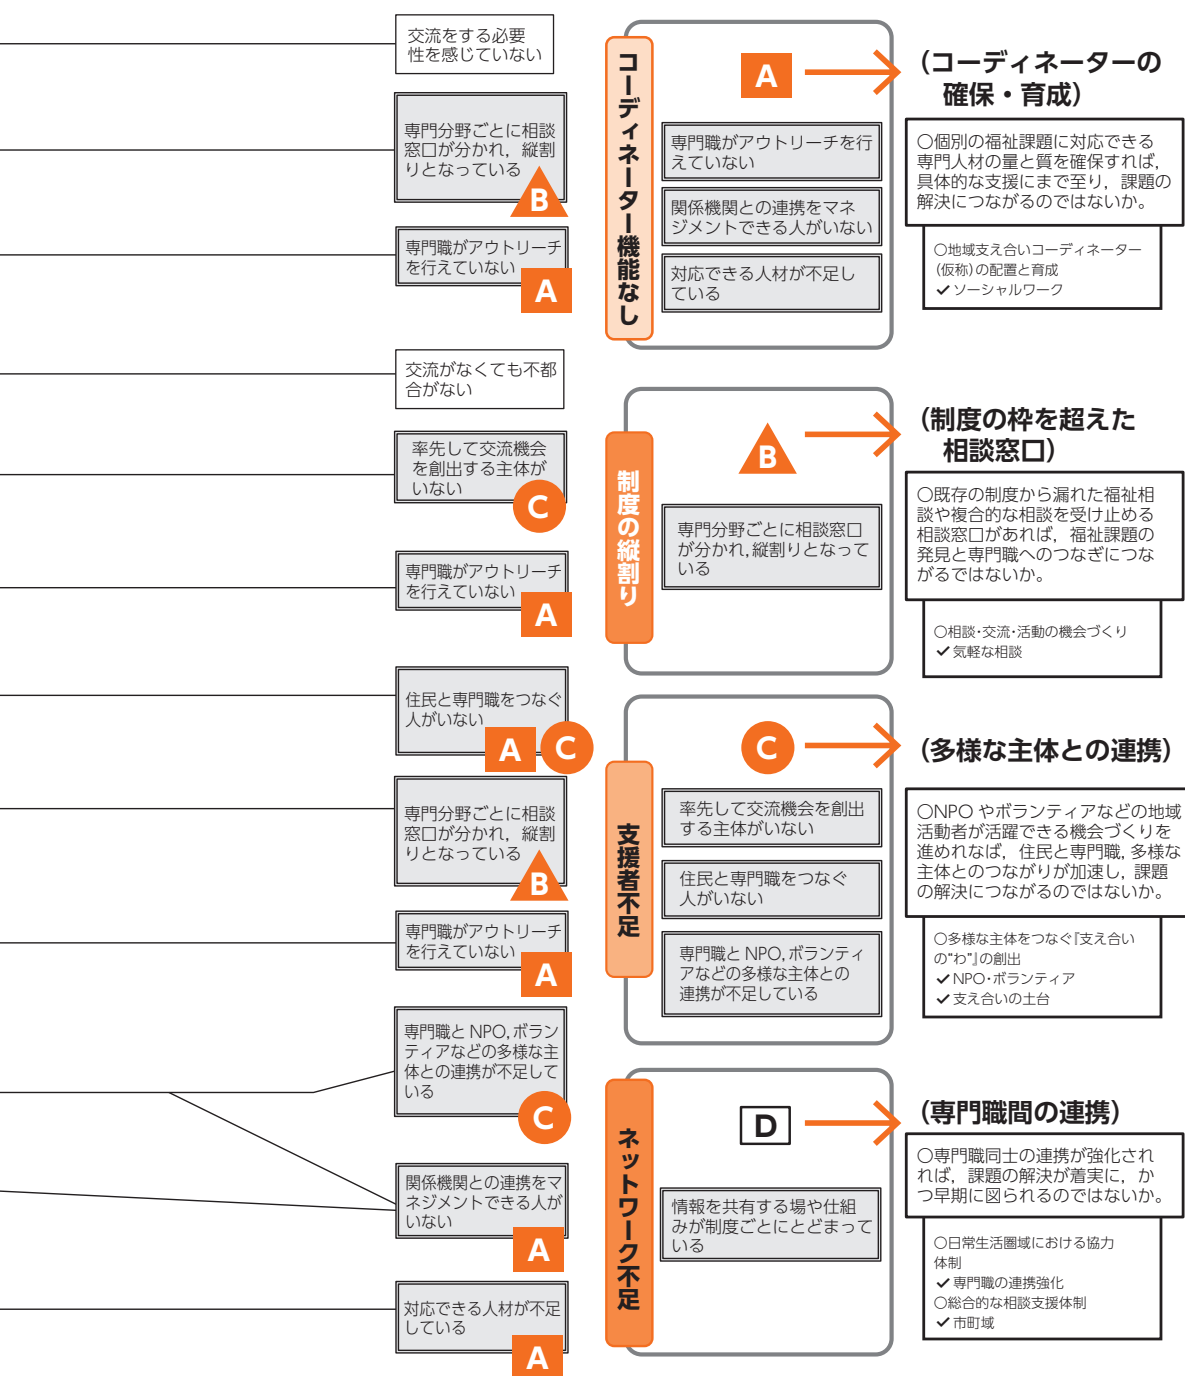 交流をする必要
性を感じていない
専門分野ごとに相談
窓口が分かれ，縦割
りとなっている
B
専門職がアウトリーチ
を行えていない
A
交流がなくても不都
合がない
率先して交流機会
を創出する主体が
いない
C
専門職がアウトリーチ
を行えていない
A
住民と専門職をつなぐ
人がいない
A C
専門分野ごとに相談
窓口が分かれ，縦割
りとなっている
B
専門職がアウトリーチ
を行えていない
A
専門職と NPO，ボラン
ティアなどの多様な主
体との連携が不足して
いる
C
関係機関との連携をマ
ネジメントできる人が
いない
A
対応できる人材が不足
している
A
コーディネーター機能なし
A
専門職がアウトリーチを行
えていない
関係機関との連携をマネ
ジメントできる人がいない
対応できる人材が不足し
ている
（コーディネーターの
確保・育成）
○個別の福祉課題に対応できる
専門人材の量と質を確保すれば，
具体的な支援にまで至り，課題の
解決につながるのではないか。
○地域支え合いコーディネーター
（仮称）の配置と育成
✓ソーシャルワーク
制度の縦割り
B
専門分野ごとに相談窓口
が分かれ，縦割りとなって
いる
（制度の枠を超えた
相談窓口）
○既存の制度から漏れた福祉相
談や複合的な相談を受け止める
相談窓口があれば，福祉課題の
発見と専門職へのつなぎにつな
がるではないか。
○相談・交流・活動の機会づくり
✓気軽な相談
支援者不足
C
率先して交流機会を創出
する主体がいない
住民と専門職をつなぐ
人がいない
専門職と NPO，ボランティ
アなどの多様な主体との
連携が不足している
（多様な主体との連携）
○NPO やボランティアなどの地域
活動者が活躍できる機会づくりを
進めれなば，住民と専門職，多様な
主体とのつながりが加速し，課題
の解決につながるのではないか。
○多様な主体をつなぐ『支え合い
の“わ”』の創出
✓NPO・ボランティア
✓支え合いの土台
ネットワーク不足
D
情報を共有する場や仕組
みが制度ごとにとどまって
いる
（専門職間の連携）
○専門職同士の連携が強化され
れば，課題の解決が着実に，か
つ早期に図られるのではないか。
○日常生活圏域における協力
体制
✓専門職の連携強化
○総合的な相談支援体制
✓市町域